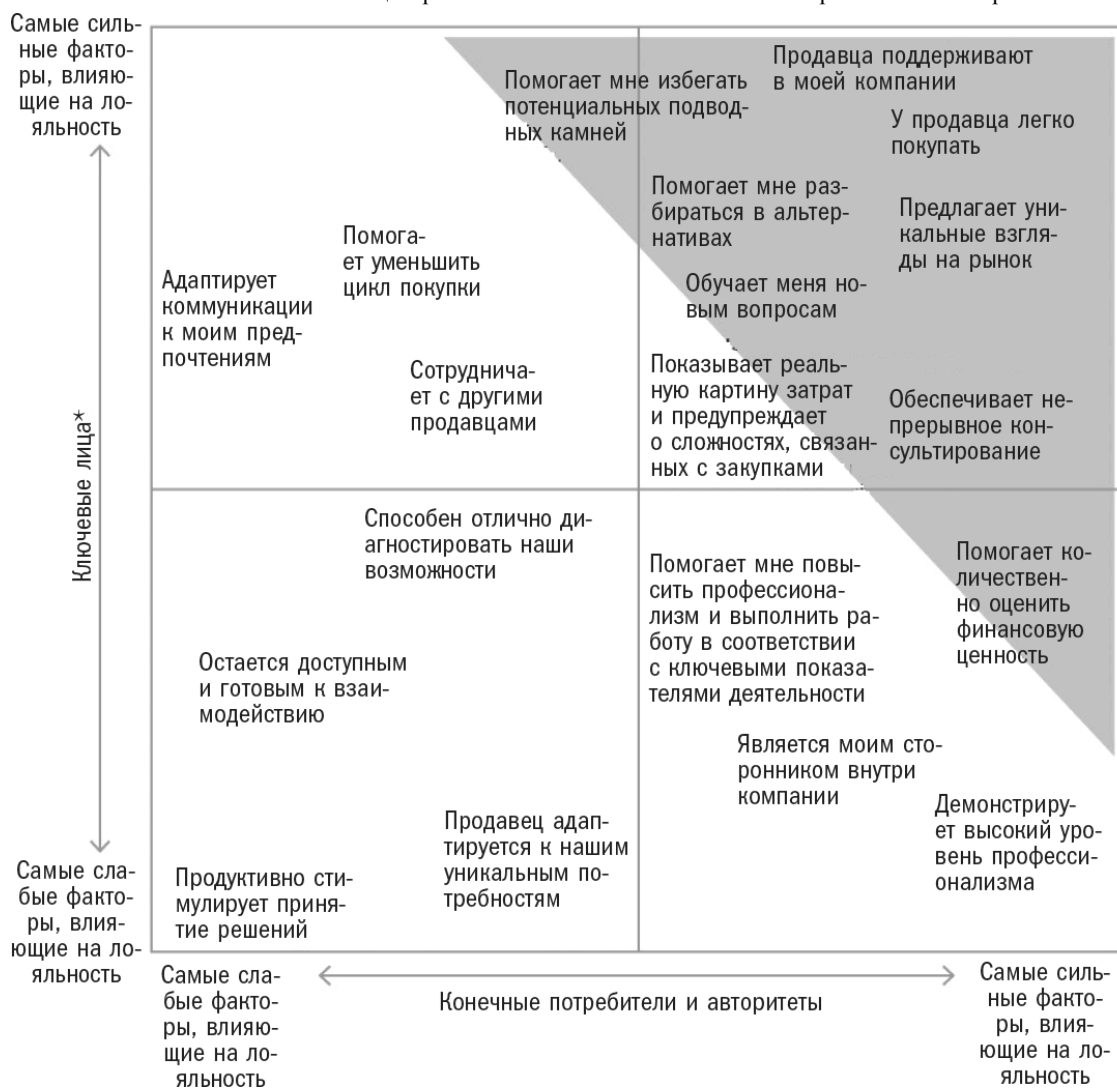 Самые силь-
ные факто-
ры, влияю-
щие на ло-
яльность
Продавца поддерживают
в моей компании
Помогает мне избегать
потенциальных подвод-
ных камней
У продавца легко
покупать
Помогает мне раз-
бираться в альтер-
нативах
Предлагает уни-
кальные взгля-
ды на рынок
Помога-
ет уменьшить
цикл покупки
Адаптирует
коммуникации
к моим пред-
почтениям
Обучает меня но-
вым вопросам
Сотруднича-
ет с другими
продавцами
Показывает реаль-
ную картину затрат
и предупреждает
о сложностях, связан-
ных с закупками
Обеспечивает не-
прерывное кон-
сультирование
Ключевые лица*
Способен отлично ди-
агностировать наши
возможности
Помогает мне повы-
сить профессиона-
лизм и выполнить ра-
боту в соответствии
с ключевыми показа-
телями деятельности
Помогает ко-
личествен-
но оценить
финансовую
ценность
Остается доступным
и готовым к взаи-
модействию
Является моим сто-
ронником внутри
компании
Демонстриру-
ет высокий уро-
вень професси-
онализма
Продавец адап-
тируется к нашим
уникальным по-
требностям
Продуктивно сти-
мулирует приня-
тие решений
Самые сла-
бые факто-
ры, влия-
ющие на ло-
яльность
Самые сла-
бые факто-
ры, влияю-
щие на ло-
яльность
Конечные потребители и авторитеты
Самые силь-
ные факто-
ры, влия-
ющие на ло-
яльность